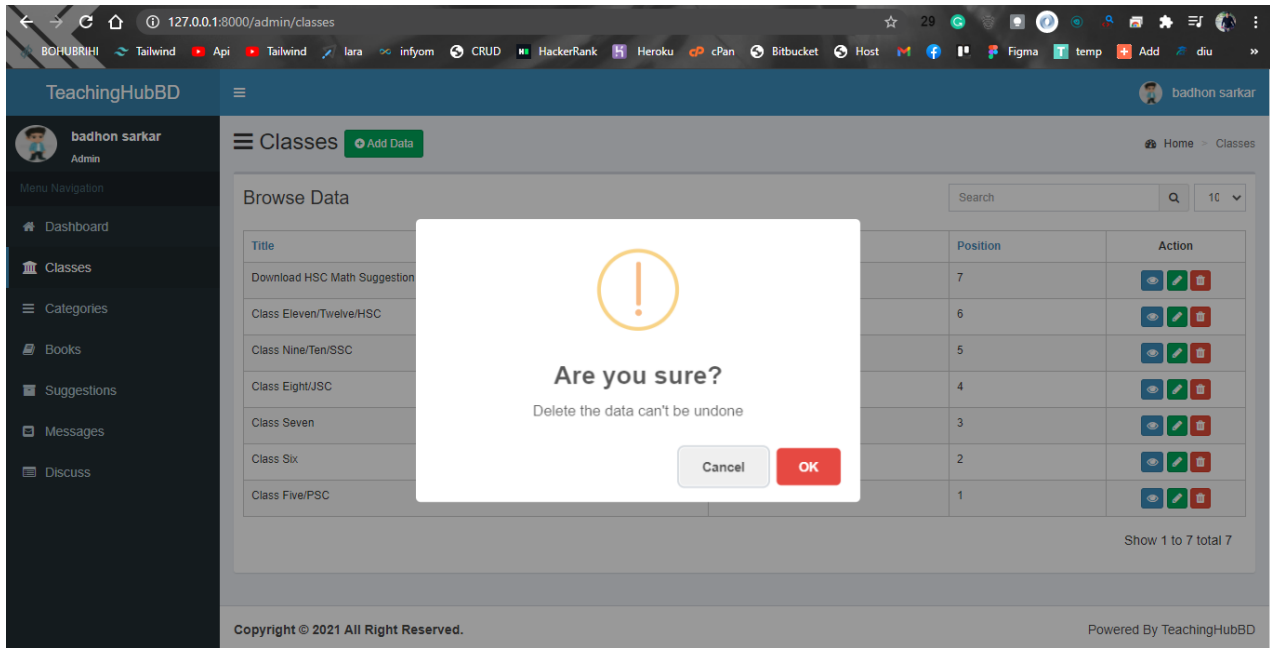 127.0.0.1:8000/admin/classes
29
BOHUBRIHI Tailwind Api Tailwind lara infyom CRUD HackerRank Heroku cPan Bitbucket Host Figma temp Add diu »
TeachingHubBD
badhon sarkar
badhon sarkar
Admin
Classes Add Data
Home > Classes
Menu Navigation
Dashboard
Classes
Categories
Books
Suggestions
Messages
Discuss
Browse Data
Search
10
Title Position Action
Download HSC Math Suggestion 7
Class Eleven/Twelve/HSC 6
Class Nine/Ten/SSC 5
Class Eight/JSC 4
Class Seven 3
Class Six 2
Class Five/PSC 1
Are you sure?
Delete the data can't be undone
Cancel OK
Show 1 to 7 total 7
Copyright © 2021 All Right Reserved.
Powered By TeachingHubBD